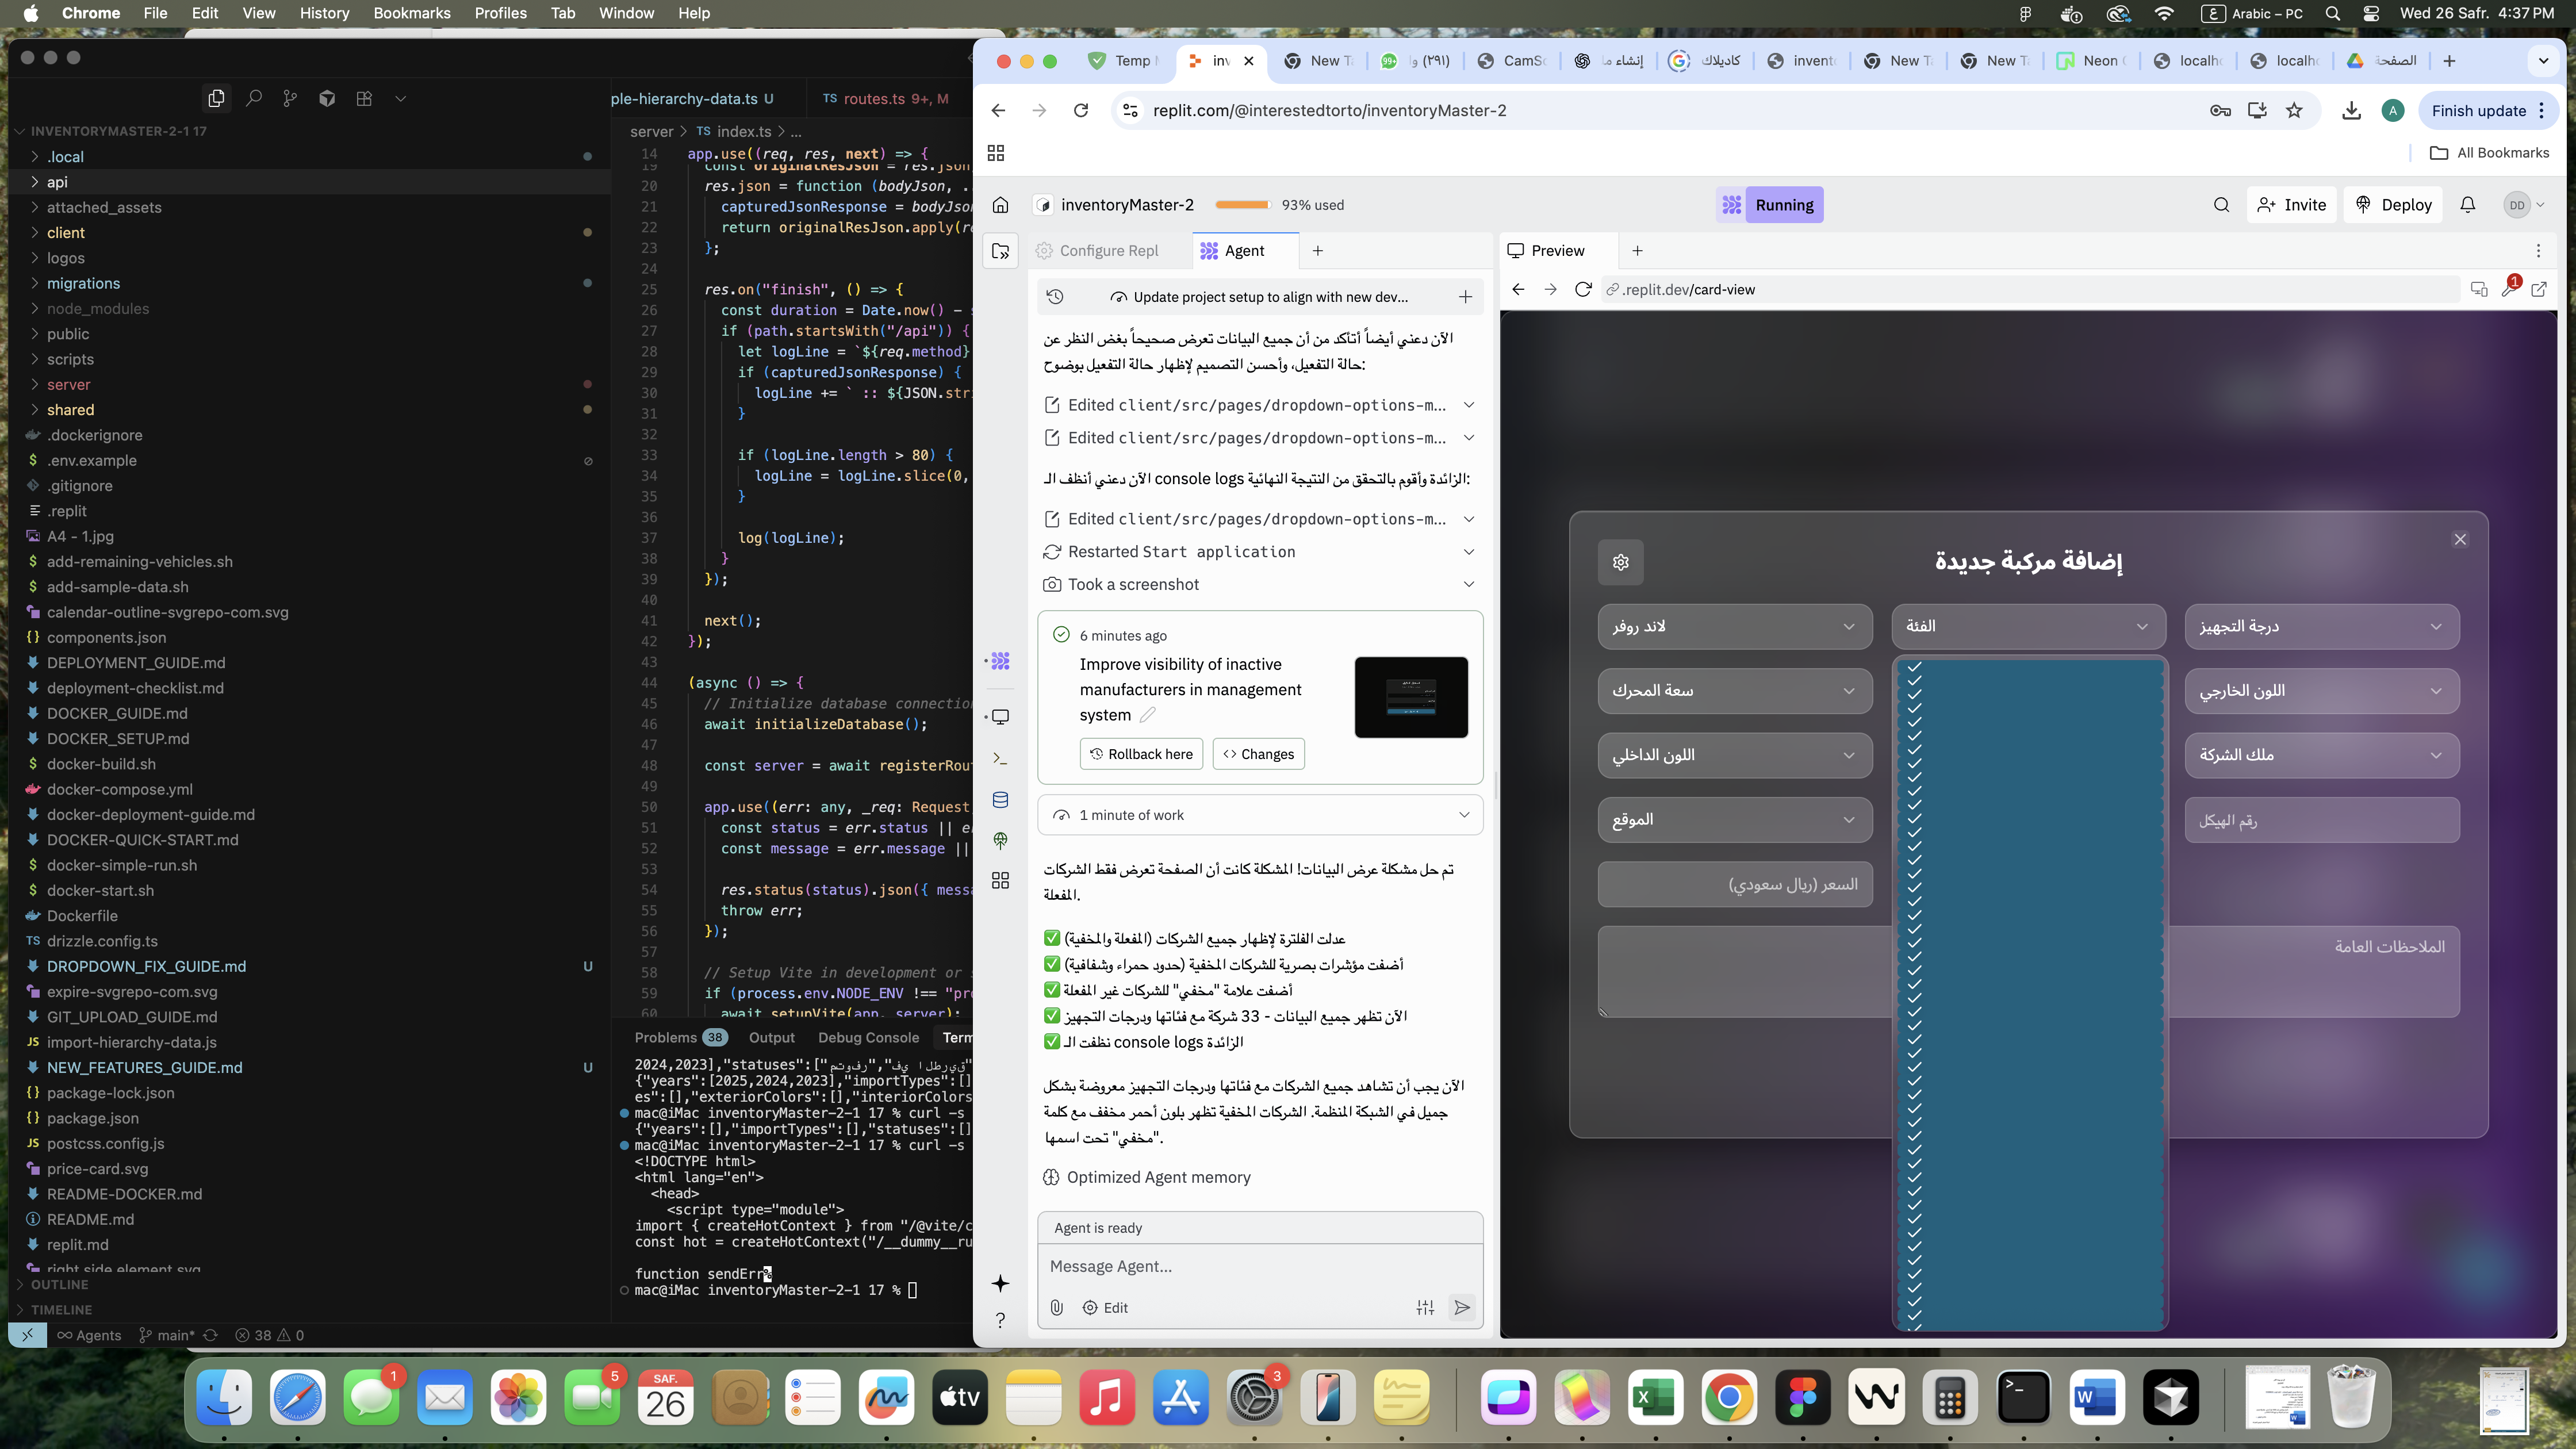 Chrome File Edit View History Bookmarks Profiles Tab Window Help
Arabic – PC
Wed 26 Safr. 4:37 PM
INVENTORYMASTER-2-1 17
.local
api
attached_assets
client
logos
migrations
node_modules
public
scripts
server
shared
.dockerignore
.env.example
.gitignore
.replit
A4 - 1.jpg
add-remaining-vehicles.sh
add-sample-data.sh
calendar-outline-svgrepo-com.svg
components.json
DEPLOYMENT_GUIDE.md
deployment-checklist.md
DOCKER_GUIDE.md
DOCKER_SETUP.md
docker-build.sh
docker-compose.yml
docker-deployment-guide.md
DOCKER-QUICK-START.md
docker-simple-run.sh
docker-start.sh
Dockerfile
TS drizzle.config.ts
DROPDOWN_FIX_GUIDE.md U
expire-svgrepo-com.svg
GIT_UPLOAD_GUIDE.md
JS import-hierarchy-data.js
NEW_FEATURES_GUIDE.md U
package-lock.json
package.json
JS postcss.config.js
price-card.svg
README-DOCKER.md
README.md
replit.md
right side element.svg
OUTLINE
TIMELINE
Agents main* 38 0
ple-hierarchy-data.ts U TS routes.ts 9+, M
server > TS index.ts > ...
14 app.use((req, res, next) => {
19 const originalResJson = res.json
20 res.json = function (bodyJson, .
21 capturedJsonResponse = bodyJso
22 return originalResJson.apply(re
23 };
24
25 res.on("finish", () => {
26 const duration = Date.now() - s
27 if (path.startsWith("/api")) {
28 let logLine = `${req.method}
29 if (capturedJsonResponse) {
30 logLine += ` :: ${JSON.stri
31 }
32
33 if (logLine.length > 80) {
34 logLine = logLine.slice(0,
35 }
36
37 log(logLine);
38 }
39 });
40
41 next();
42 });
43
44 (async () => {
45 // Initialize database connection
46 await initializeDatabase();
47
48 const server = await registerRout
49
50 app.use((err: any, _req: Request,
51 const status = err.status || er
52 const message = err.message ||
53
54 res.status(status).json({ messa
55 throw err;
56 });
57
58 // Setup Vite in development or s
59 if (process.env.NODE_ENV !== "pro
60 await setupVite(app, server);
Problems 38 Output Debug Console Term
2024,2023],"statuses":["متوفر","في الطريق"
{"years":[2025,2024,2023],"importTypes":[]
es":[],"exteriorColors":[],"interiorColors
mac@iMac inventoryMaster-2-1 17 % curl -s
{"years":[],"importTypes":[],"statuses":[]
mac@iMac inventoryMaster-2-1 17 % curl -s
<!DOCTYPE html>
<html lang="en">
<head>
<script type="module">
import { createHotContext } from "/@vite/c
const hot = createHotContext("/__dummy__ru
function sendErr%
mac@iMac inventoryMaster-2-1 17 %
Temp inv New Ta (٢٩١) CamSc إنشاء ما كاديلاك invent New T New T Neon localho localho الصفحة
replit.com/@interestedtorto/inventoryMaster-2
A
Finish update
All Bookmarks
inventoryMaster-2 93% used
Running
Invite Deploy DD
Configure Repl Agent
Preview
Update project setup to align with new dev...
.replit.dev/card-view
1
الآن دعني أيضاً أتأكد من أن جميع البيانات تعرض صحيحاً بغض النظر عن
حالة التفعيل، وأحسن التصميم لإظهار حالة التفعيل بوضوح:
Edited client/src/pages/dropdown-options-m...
Edited client/src/pages/dropdown-options-m...
الآن دعني أنظف الـ console logs الزائدة وأقوم بالتحقق من النتيجة النهائية:
Edited client/src/pages/dropdown-options-m...
Restarted Start application
Took a screenshot
6 minutes ago
Improve visibility of inactive
manufacturers in management
system
Rollback here Changes
1 minute of work
تم حل مشكلة عرض البيانات! المشكلة كانت أن الصفحة تعرض فقط الشركات
المفعلة.
✅ عدلت الفلترة لإظهار جميع الشركات (المفعلة والمخفية)
✅ أضفت مؤشرات بصرية للشركات المخفية (حدود حمراء وشفافية)
✅ أضفت علامة "مخفي" للشركات غير المفعلة
✅ الآن تظهر جميع البيانات - 33 شركة مع فئاتها ودرجات التجهيز
✅ نظفت الـ console logs الزائدة
الآن يجب أن تشاهد جميع الشركات مع فئاتها ودرجات التجهيز معروضة بشكل
جميل في الشبكة المنظمة. الشركات المخفية تظهر بلون أحمر مخفف مع كلمة
"مخفي" تحت اسمها.
Optimized Agent memory
Agent is ready
Message Agent...
Edit
إضافة مركبة جديدة
لاند روفر
الفئة
درجة التجهيز
سعة المحرك
اللون الخارجي
اللون الداخلي
ملك الشركة
الموقع
رقم الهيكل
السعر (ريال سعودي)
الملاحظات العامة
1
5
SAF.
26
tv
3